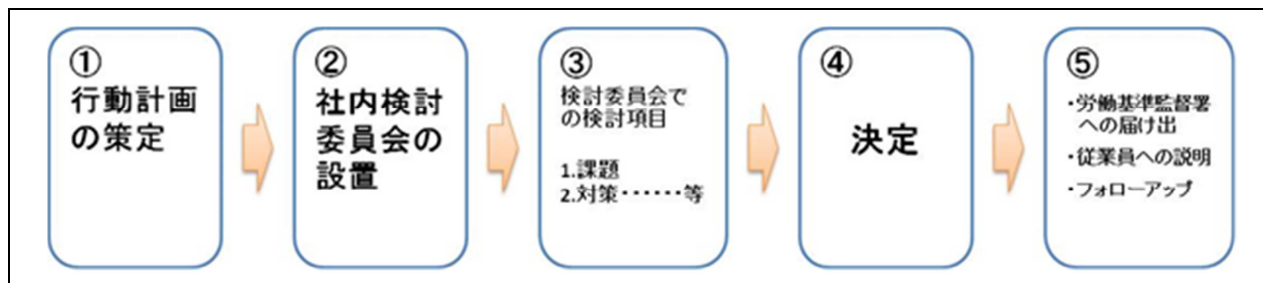 ①
行動計画
の策定
②
社内検討
委員会の
設置
③
検討委員会で
の検討項目
1.課題
2.対策‥‥‥等
④
決定
⑤
・労働基準監督署
への届け出
・従業員への説明
・フォローアップ